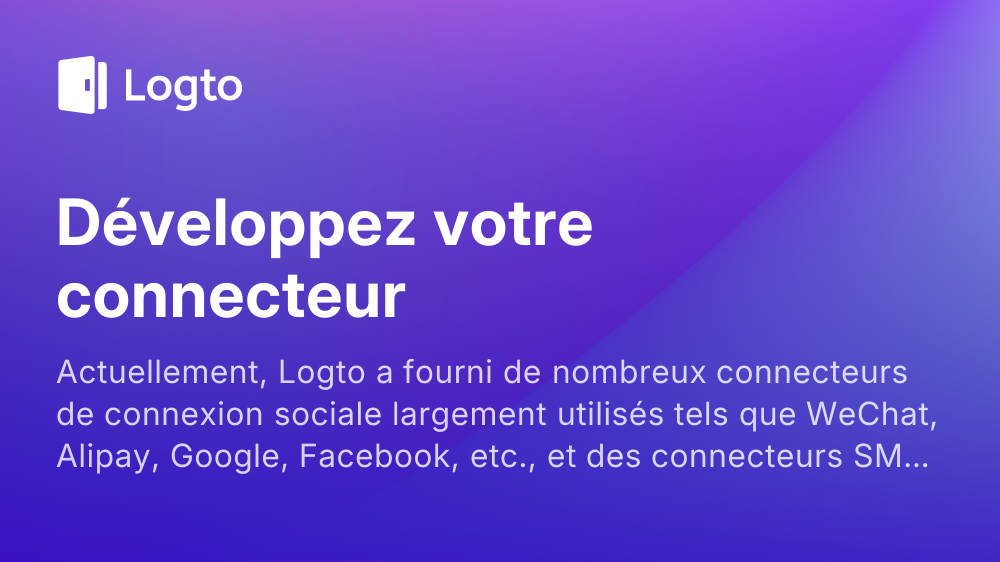 Logto
Développez votre
connecteur
Actuellement, Logto a fourni de nombreux connecteurs
de connexion sociale largement utilisés tels que WeChat,
Alipay, Google, Facebook, etc., et des connecteurs SM...